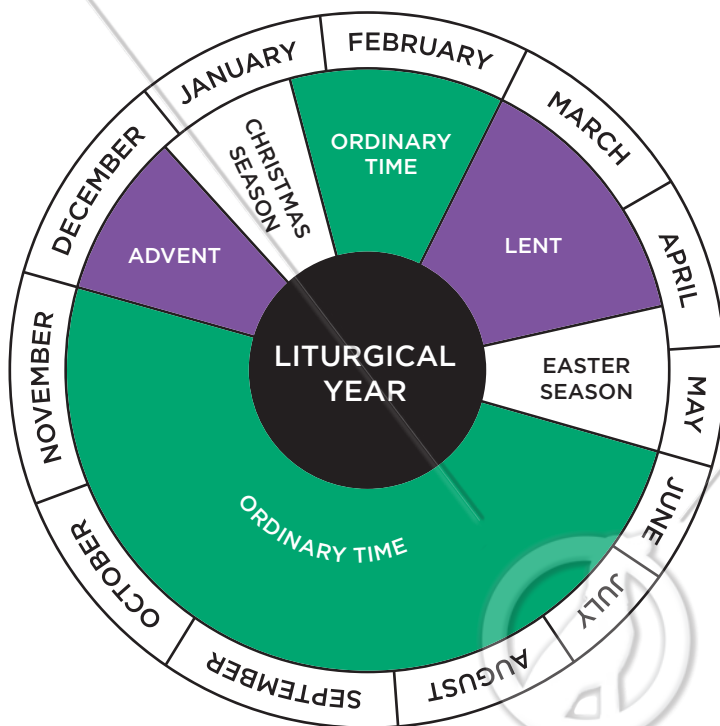 JANUARY
FEBRUARY
MARCH
APRIL
MAY
JUNE
JULY
AUGUST
SEPTEMBER
OCTOBER
NOVEMBER
DECEMBER
ADVENT
CHRISTMAS
SEASON
ORDINARY
TIME
LENT
EASTER
SEASON
ORDINARY TIME
LITURGICAL
YEAR